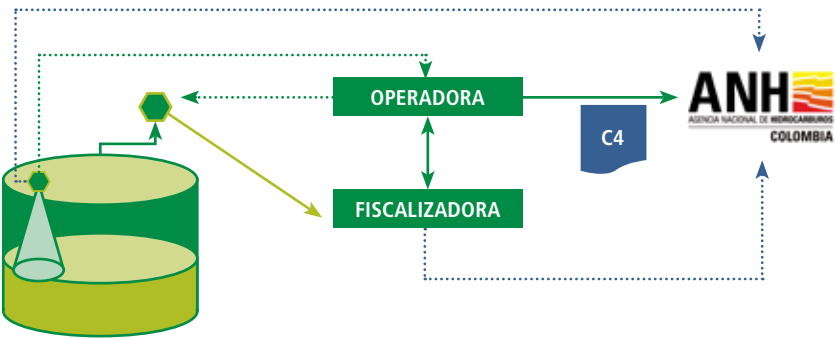 OPERADORA
ANH
AGENCIA NACIONAL DE HIDROCARBUROS
COLOMBIA
C4
FISCALIZADORA